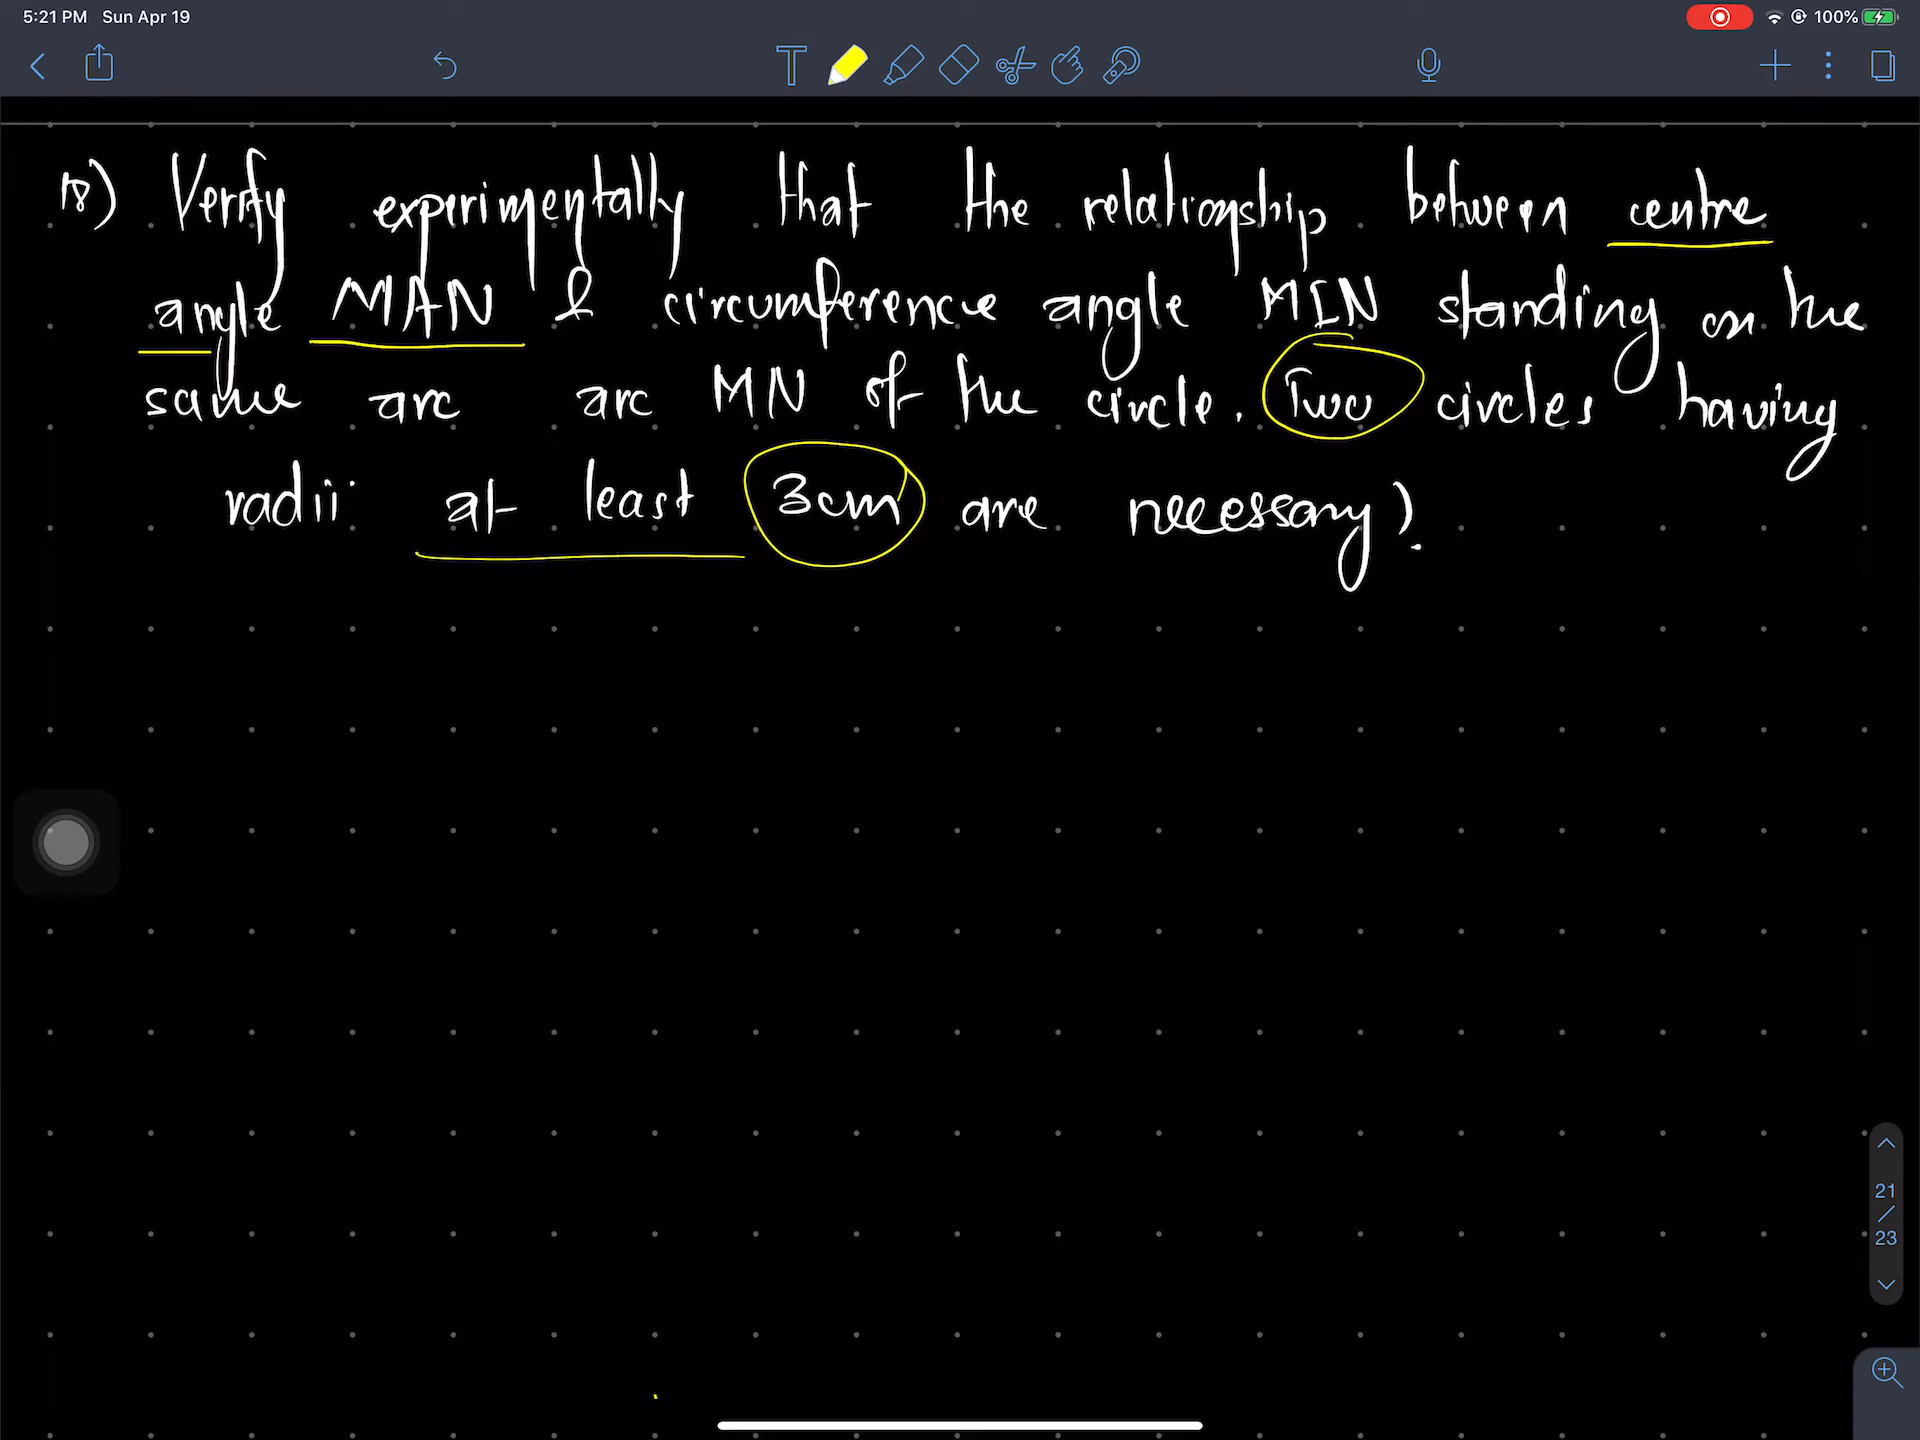 5:21 PM Sun Apr 19
100%
18) Verify experimentally that the relationship between centre
angle MAN & circumference angle MIN standing on the
same arc arc MN of the circle. Two circles having
radii at least 3cm are necessary?
21
/
23